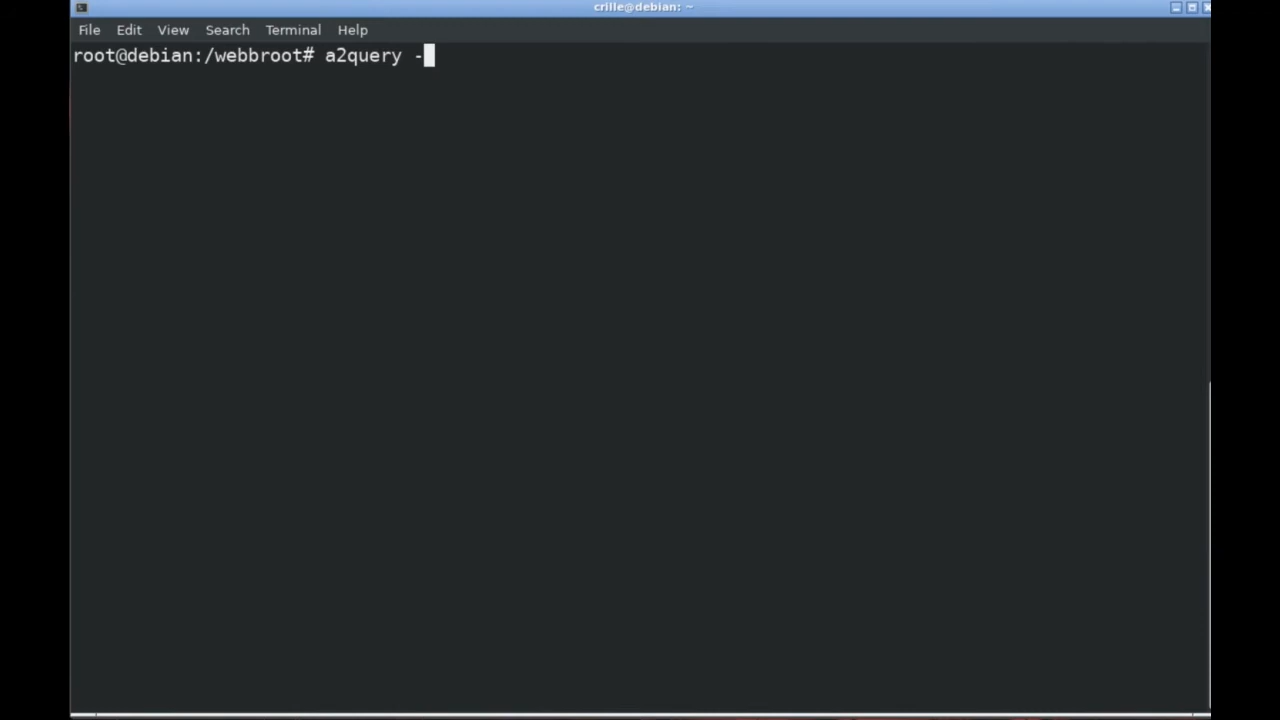 crille@debian: ~
File Edit View Search Terminal Help
root@debian:/webbroot# a2query -